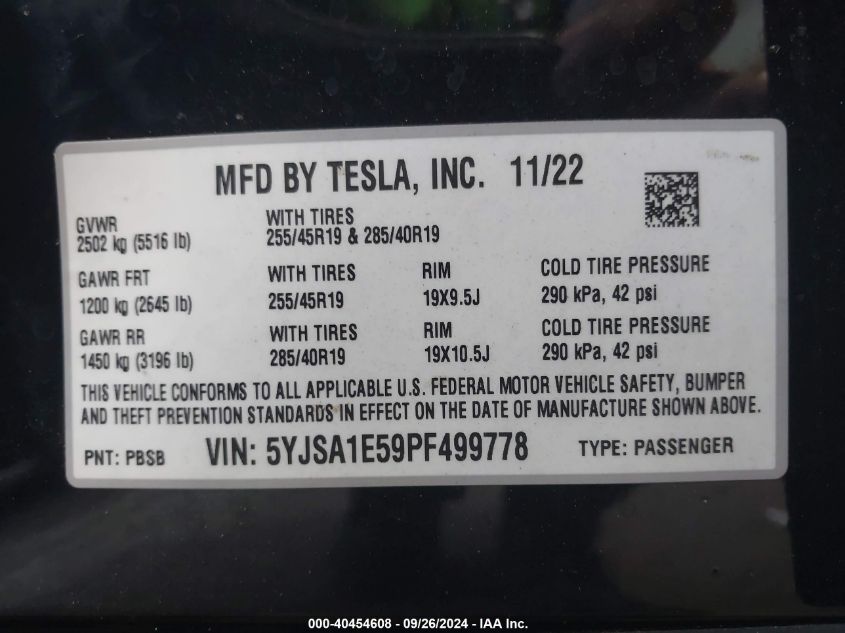 MFD BY TESLA, INC. 11/22
GVWR WITH TIRES
2502 kg (5516 lb) 255/45R19 & 285/40R19
GAWR FRT WITH TIRES RIM COLD TIRE PRESSURE
1200 kg (2645 lb) 255/45R19 19X9.5J 290 kPa, 42 psi
GAWR RR WITH TIRES RIM COLD TIRE PRESSURE
1450 kg (3196 lb) 285/40R19 19X10.5J 290 kPa, 42 psi
THIS VEHICLE CONFORMS TO ALL APPLICABLE U.S. FEDERAL MOTOR VEHICLE SAFETY, BUMPER
AND THEFT PREVENTION STANDARDS IN EFFECT ON THE DATE OF MANUFACTURE SHOWN ABOVE.
PNT: PBSB VIN: 5YJSA1E59PF499778 TYPE: PASSENGER
000-40454608 - 09/26/2024 - IAA Inc.